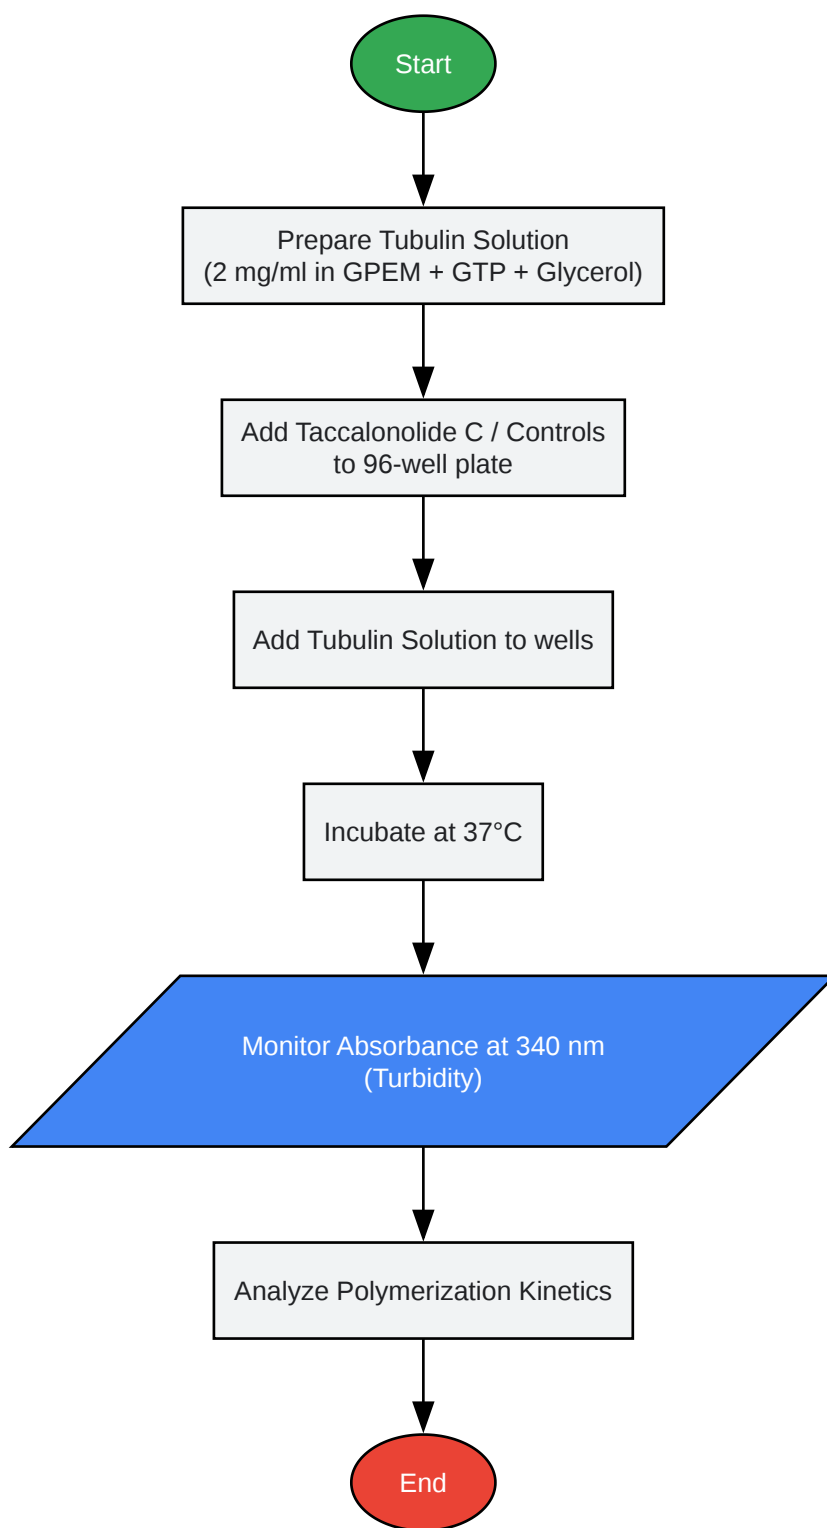 Start
Prepare Tubulin Solution
(2 mg/ml in GPEM + GTP + Glycerol)
Add Taccalonolide C / Controls
to 96-well plate
Add Tubulin Solution to wells
Incubate at 37°C
Monitor Absorbance at 340 nm
(Turbidity)
Analyze Polymerization Kinetics
End